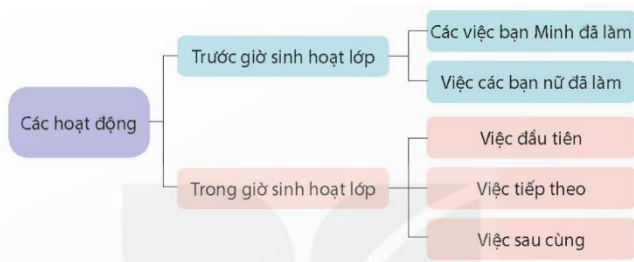 Các hoạt động
Trước giờ sinh hoạt lớp
Các việc bạn Minh đã làm
Việc các bạn nữ đã làm
Trong giờ sinh hoạt lớp
Việc đầu tiên
Việc tiếp theo
Việc sau cùng